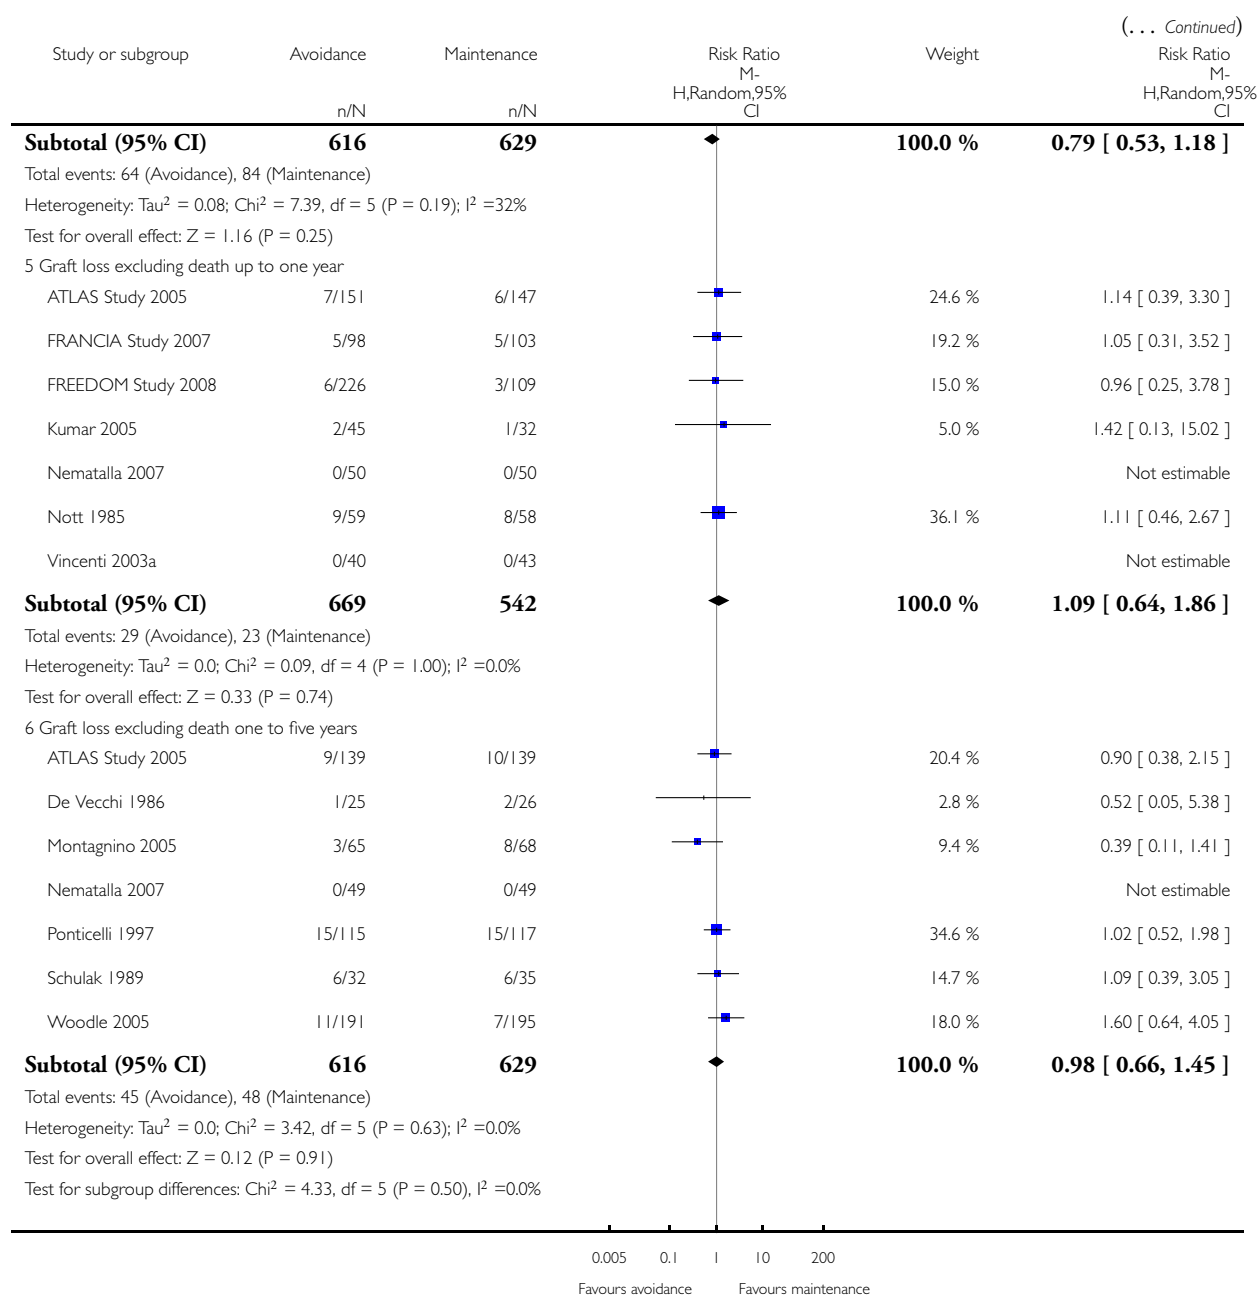 (... Continued)
Study or subgroup Avoidance Maintenance Risk Ratio Weight Risk Ratio
M-H,Random,95% CI M-H,Random,95% CI
n/N n/N
Subtotal (95% CI) 616 629 100.0 % 0.79 [ 0.53, 1.18 ]
Total events: 64 (Avoidance), 84 (Maintenance)
Heterogeneity: Tau² = 0.08; Chi² = 7.39, df = 5 (P = 0.19); I² =32%
Test for overall effect: Z = 1.16 (P = 0.25)
5 Graft loss excluding death up to one year
ATLAS Study 2005 7/151 6/147 24.6 % 1.14 [ 0.39, 3.30 ]
FRANCIA Study 2007 5/98 5/103 19.2 % 1.05 [ 0.31, 3.52 ]
FREEDOM Study 2008 6/226 3/109 15.0 % 0.96 [ 0.25, 3.78 ]
Kumar 2005 2/45 1/32 5.0 % 1.42 [ 0.13, 15.02 ]
Nematalla 2007 0/50 0/50 Not estimable
Nott 1985 9/59 8/58 36.1 % 1.11 [ 0.46, 2.67 ]
Vincenti 2003a 0/40 0/43 Not estimable
Subtotal (95% CI) 669 542 100.0 % 1.09 [ 0.64, 1.86 ]
Total events: 29 (Avoidance), 23 (Maintenance)
Heterogeneity: Tau² = 0.0; Chi² = 0.09, df = 4 (P = 1.00); I² =0.0%
Test for overall effect: Z = 0.33 (P = 0.74)
6 Graft loss excluding death one to five years
ATLAS Study 2005 9/139 10/139 20.4 % 0.90 [ 0.38, 2.15 ]
De Vecchi 1986 1/25 2/26 2.8 % 0.52 [ 0.05, 5.38 ]
Montagnino 2005 3/65 8/68 9.4 % 0.39 [ 0.11, 1.41 ]
Nematalla 2007 0/49 0/49 Not estimable
Ponticelli 1997 15/115 15/117 34.6 % 1.02 [ 0.52, 1.98 ]
Schulak 1989 6/32 6/35 14.7 % 1.09 [ 0.39, 3.05 ]
Woodle 2005 11/191 7/195 18.0 % 1.60 [ 0.64, 4.05 ]
Subtotal (95% CI) 616 629 100.0 % 0.98 [ 0.66, 1.45 ]
Total events: 45 (Avoidance), 48 (Maintenance)
Heterogeneity: Tau² = 0.0; Chi² = 3.42, df = 5 (P = 0.63); I² =0.0%
Test for overall effect: Z = 0.12 (P = 0.91)
Test for subgroup differences: Chi² = 4.33, df = 5 (P = 0.50), I² =0.0%
0.005 0.1 1 10 200
Favours avoidance Favours maintenance